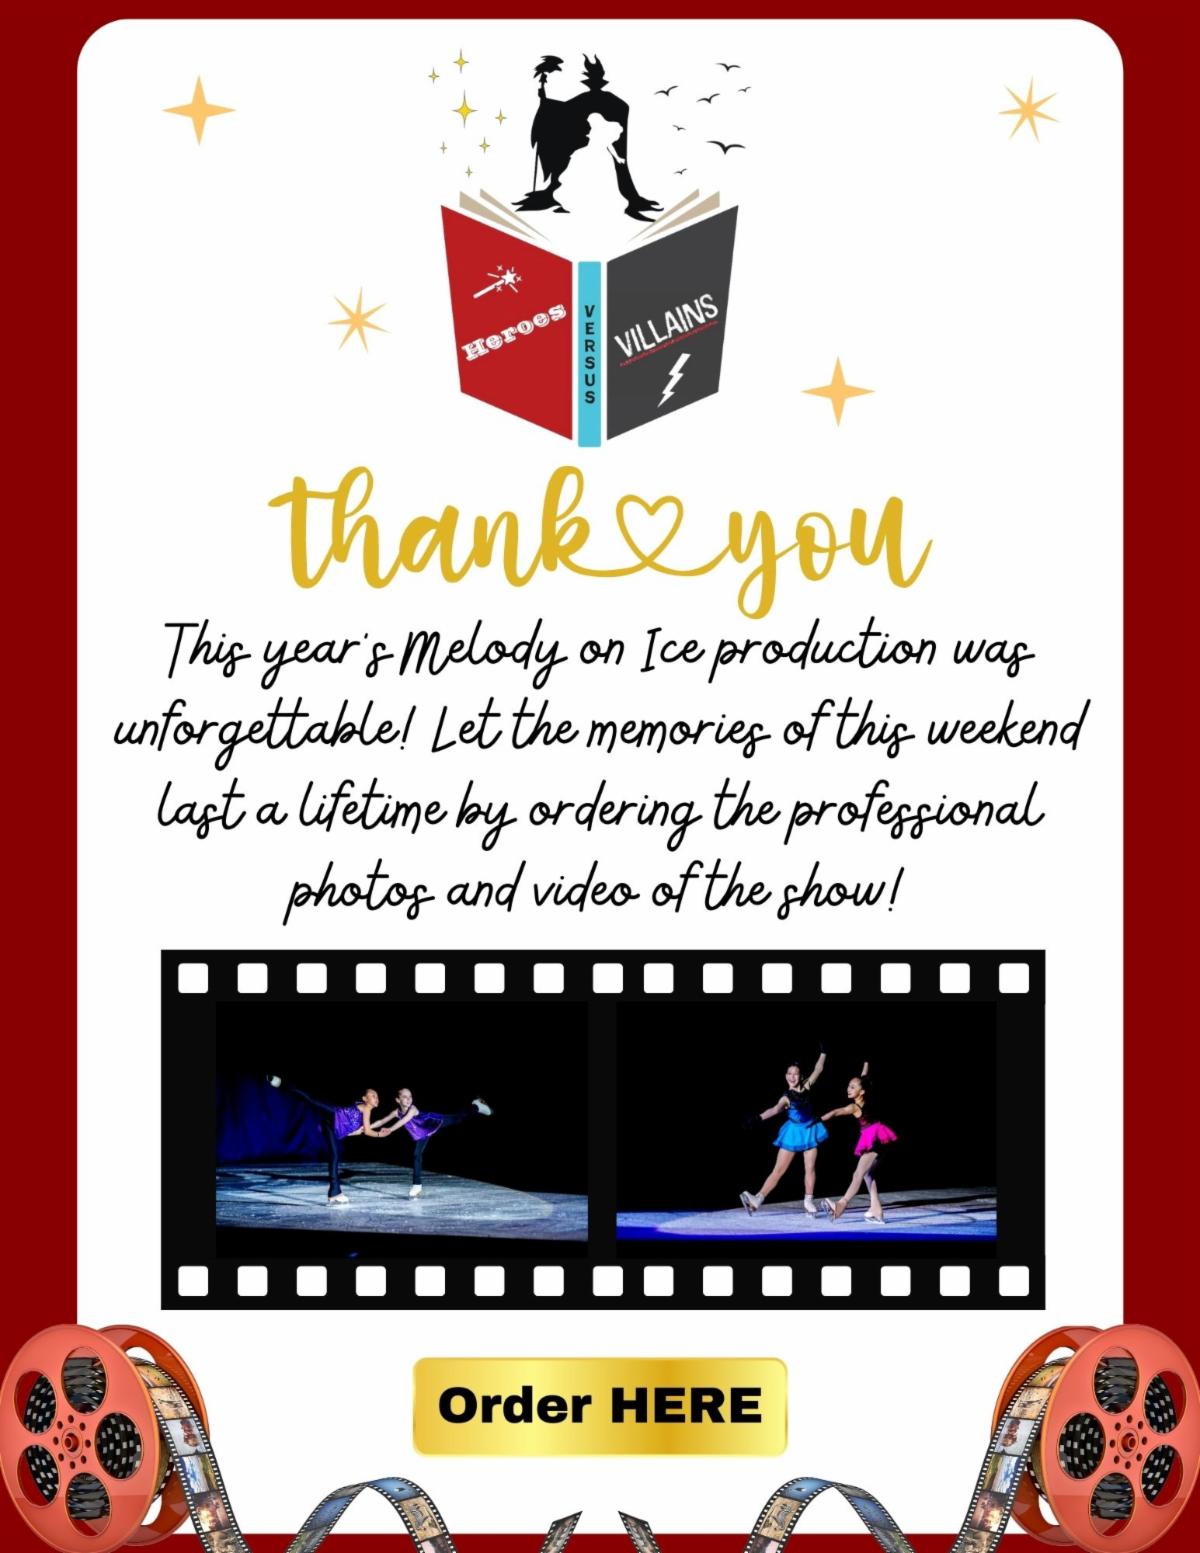 Heroes
VERSUS
VILLAINS
thank you
This year's Melody on Ice production was
unforgettable! Let the memories of this weekend
last a lifetime by ordering the professional
photos and video of the show!
Order HERE